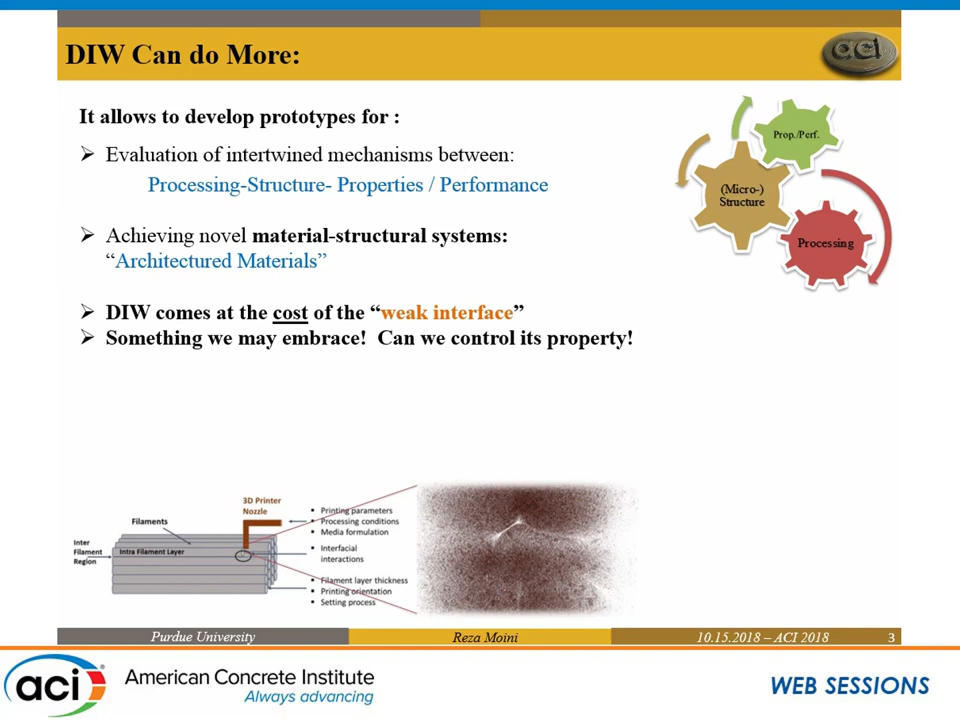 DIW Can do More:
aci
It allows to develop prototypes for :
Evaluation of intertwined mechanisms between:
Processing-Structure- Properties / Performance
Achieving novel material-structural systems:
“Architectured Materials”
DIW comes at the cost of the “weak interface”
Something we may embrace! Can we control its property!
Prop./Perf.
(Micro-)
Structure
Processing
3D Printer
Nozzle
Filaments
Inter
Filament
Region
Intra Filament Layer
Printing parameters
Processing conditions
Media formulation
Interfacial
interactions
Filament layer thickness
Printing orientation
Setting process
Purdue University
Reza Moini
10.15.2018 – ACI 2018
3
aci
American Concrete Institute
Always advancing
WEB SESSIONS